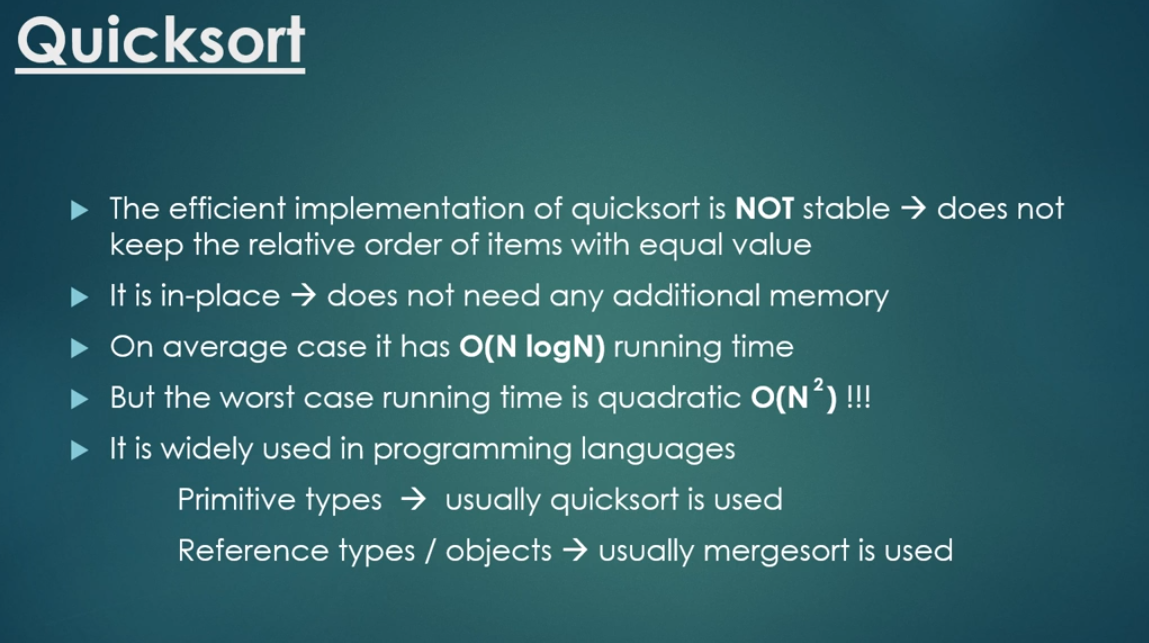 Quicksort
▶ The efficient implementation of quicksort is NOT stable → does not
keep the relative order of items with equal value
▶ It is in-place → does not need any additional memory
▶ On average case it has O(N logN) running time
▶ But the worst case running time is quadratic O(N²) !!!
▶ It is widely used in programming languages
Primitive types → usually quicksort is used
Reference types / objects → usually mergesort is used